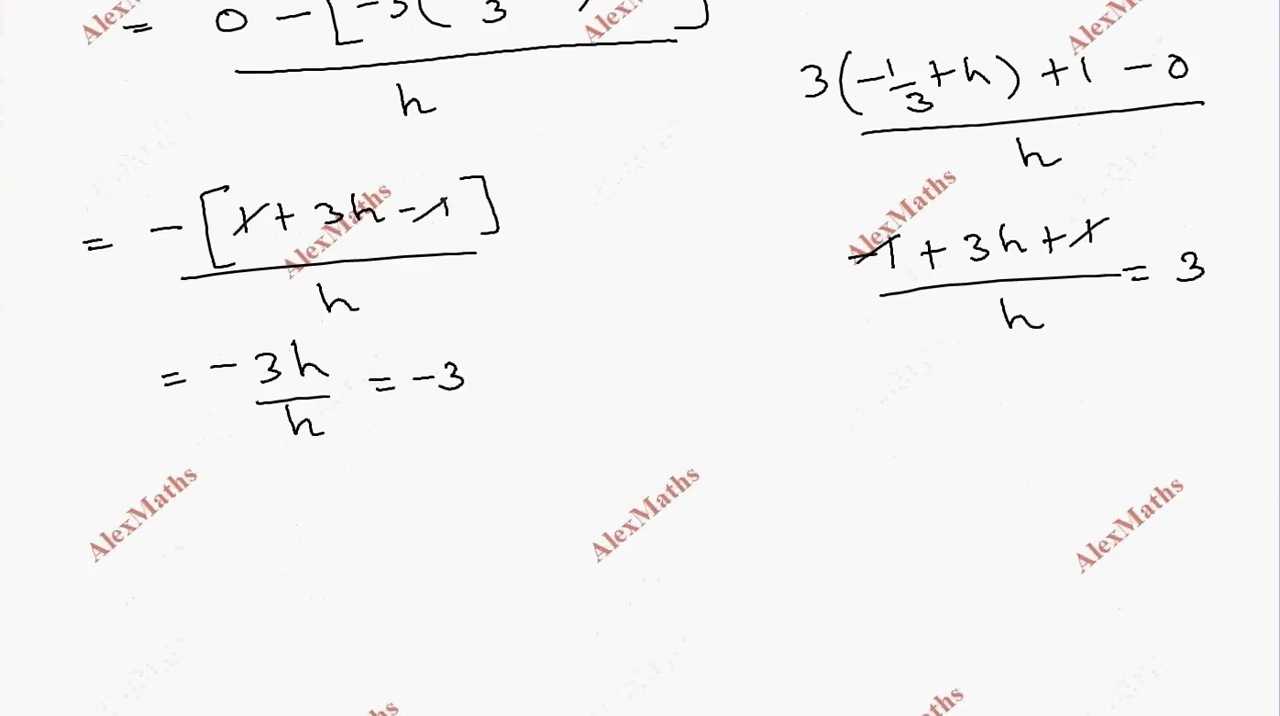 = 0 - [-3( 3
h
= -[1 + 3h - 1]
h
= -3h/h = -3
3(-1/3 + h) + 1 - 0
h
-1 + 3h + 1
h
= 3
AlexMaths
AlexMaths
AlexMaths
AlexMaths
AlexMaths
AlexMaths